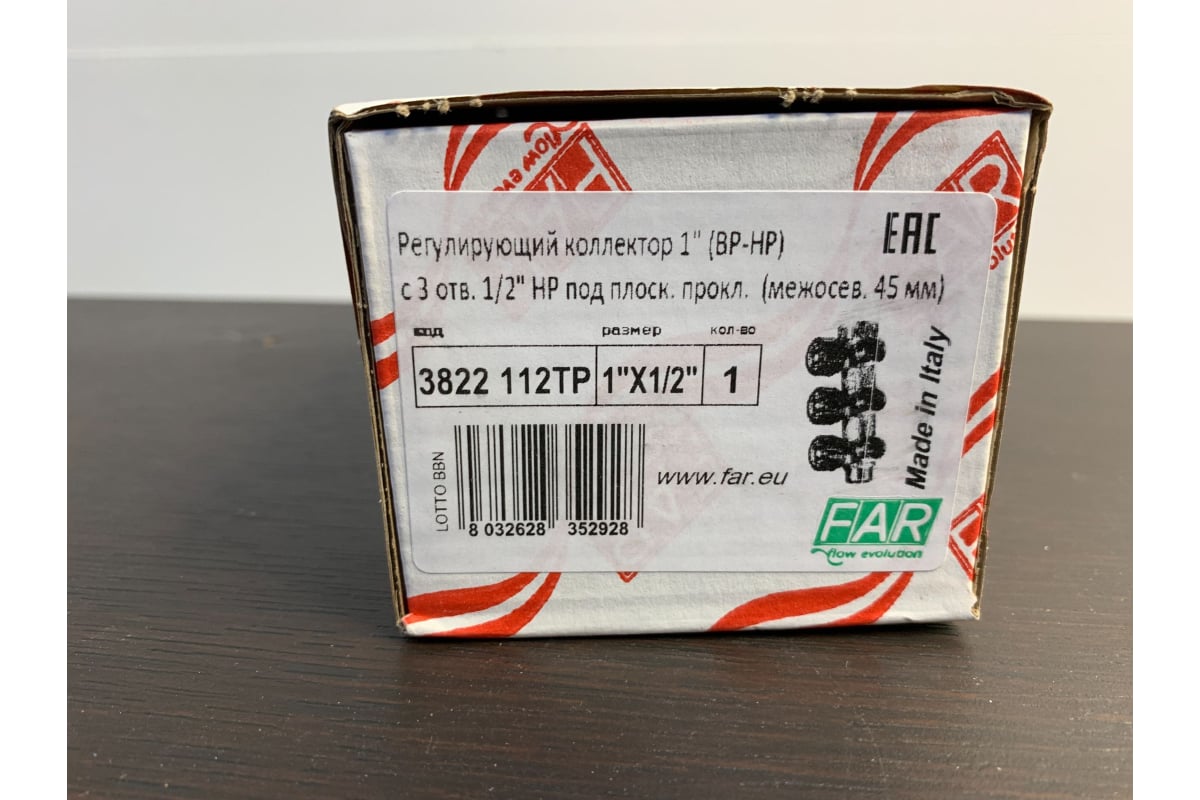 flow ev
Регулирующий коллектор 1" (ВР-НР)
EAC
с 3 отв. 1/2" НР под плоск. прокл. (межосев. 45 мм)
код размер кол-во
3822 112TP 1"X1/2" 1
Made in Italy
LOTTO BBN
www.far.eu
8 032628 352928
FAR
flow evolution